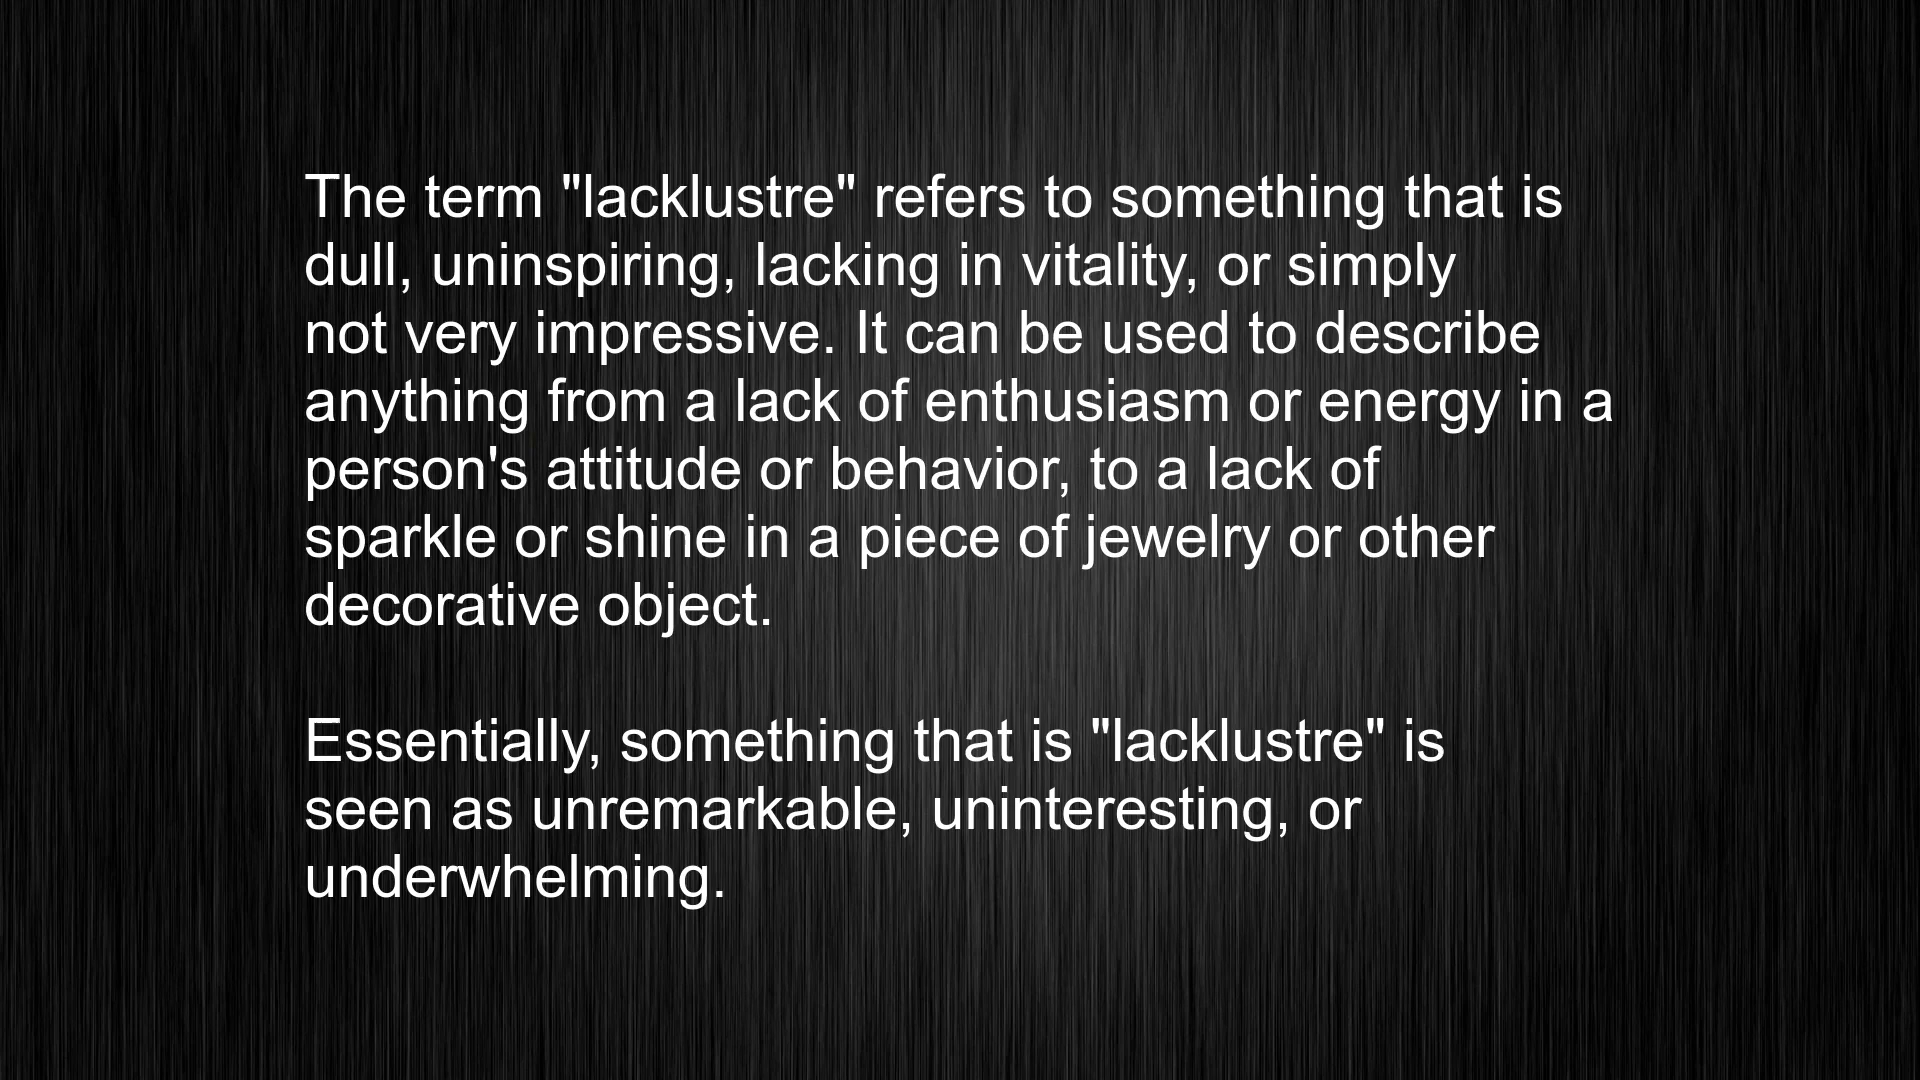 The term "lacklustre" refers to something that is
dull, uninspiring, lacking in vitality, or simply
not very impressive. It can be used to describe
anything from a lack of enthusiasm or energy in a
person's attitude or behavior, to a lack of
sparkle or shine in a piece of jewelry or other
decorative object.

Essentially, something that is "lacklustre" is
seen as unremarkable, uninteresting, or
underwhelming.